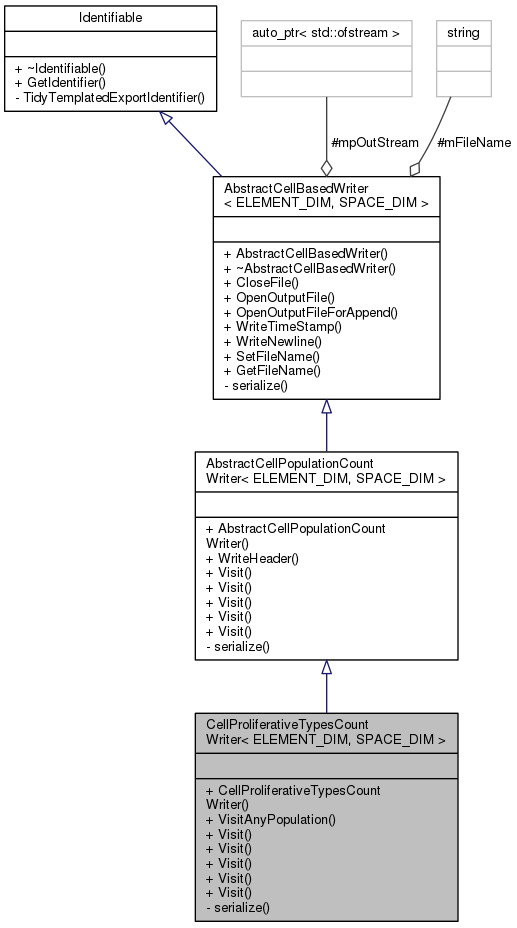 Identifiable
+ ~Identifiable()
+ GetIdentifier()
- TidyTemplatedExportIdentifier()
auto_ptr< std::ofstream >
string
#mpOutStream
#mFileName
AbstractCellBasedWriter
< ELEMENT_DIM, SPACE_DIM >
+ AbstractCellBasedWriter()
+ ~AbstractCellBasedWriter()
+ CloseFile()
+ OpenOutputFile()
+ OpenOutputFileForAppend()
+ WriteTimeStamp()
+ WriteNewline()
+ SetFileName()
+ GetFileName()
- serialize()
AbstractCellPopulationCount
Writer< ELEMENT_DIM, SPACE_DIM >
+ AbstractCellPopulationCount
Writer()
+ WriteHeader()
+ Visit()
+ Visit()
+ Visit()
+ Visit()
+ Visit()
- serialize()
CellProliferativeTypesCount
Writer< ELEMENT_DIM, SPACE_DIM >
+ CellProliferativeTypesCount
Writer()
+ VisitAnyPopulation()
+ Visit()
+ Visit()
+ Visit()
+ Visit()
+ Visit()
- serialize()